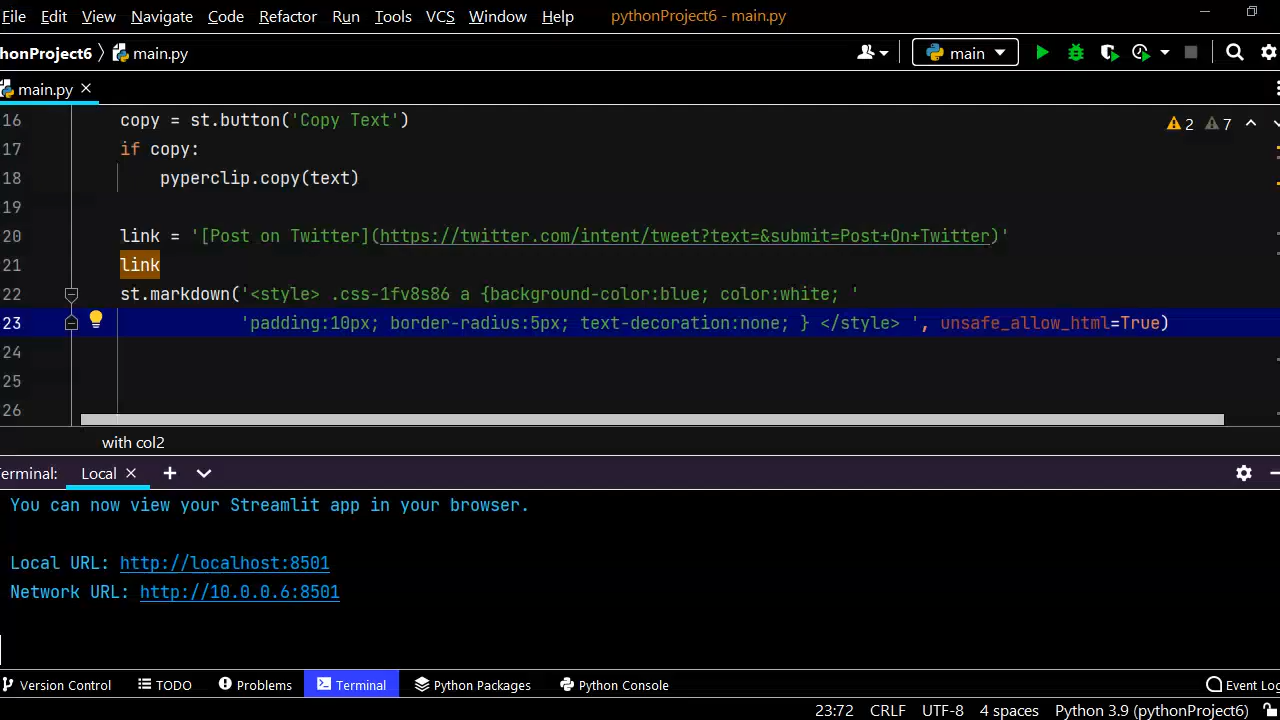 File Edit View Navigate Code Refactor Run Tools VCS Window Help pythonProject6 - main.py
honProject6 main.py main
main.py
16 copy = st.button('Copy Text') 2 7
17 if copy:
18 pyperclip.copy(text)
19
20 link = '[Post on Twitter](https://twitter.com/intent/tweet?text=&submit=Post+On+Twitter)'
21 link
22 st.markdown('<style> .css-1fv8s86 a {background-color:blue; color:white; '
23 'padding:10px; border-radius:5px; text-decoration:none; } </style> ', unsafe_allow_html=True)
24
25
26
with col2
erminal: Local
You can now view your Streamlit app in your browser.
Local URL: http://localhost:8501
Network URL: http://10.0.0.6:8501
Version Control TODO Problems Terminal Python Packages Python Console Event Log
23:72 CRLF UTF-8 4 spaces Python 3.9 (pythonProject6)